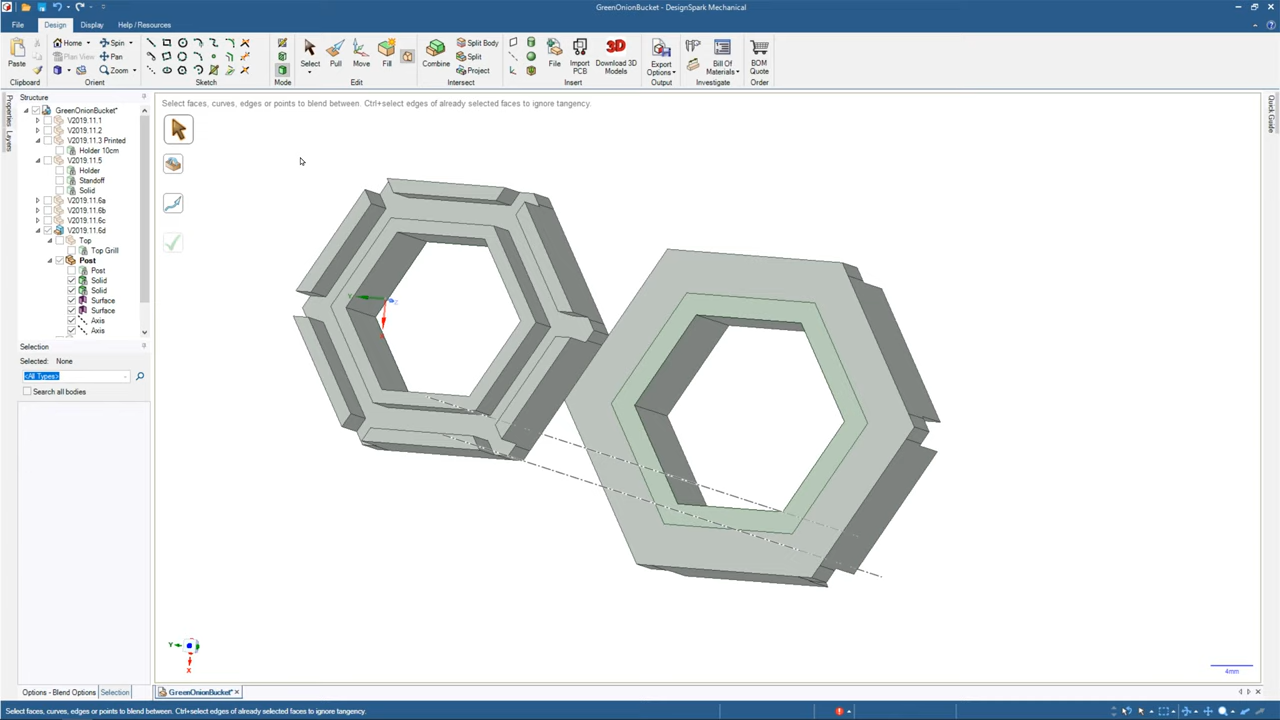 GreenOnionBucket - DesignSpark Mechanical
File Design Display Help / Resources
Paste
Clipboard
Home
Plan View
Spin
Pan
Zoom
Orient
Sketch
Mode
Select
Pull
Move
Fill
Edit
Combine
Split Body
Split
Project
Intersect
File
Import PCB
Download 3D Models
3D
Insert
Export Options
Output
Bill Of Materials
Investigate
BOM Quote
Order
Structure
Properties
Layers
GreenOnionBucket*
V2019.11.1
V2019.11.2
V2019.11.3 Printed
Holder 10cm
V2019.11.5
Holder
Standoff
Solid
V2019.11.6a
V2019.11.6b
V2019.11.6c
V2019.11.6d
Top
Top Grill
Post
Post
Solid
Solid
Surface
Surface
Axis
Axis
Selection
Selected: None
<All Types>
Search all bodies
Options - Blend Options Selection
Select faces, curves, edges or points to blend between. Ctrl+select edges of already selected faces to ignore tangency.
Quick Guide
Y
Z
Y
X
4mm
GreenOnionBucket*
Select faces, curves, edges or points to blend between. Ctrl+select edges of already selected faces to ignore tangency.